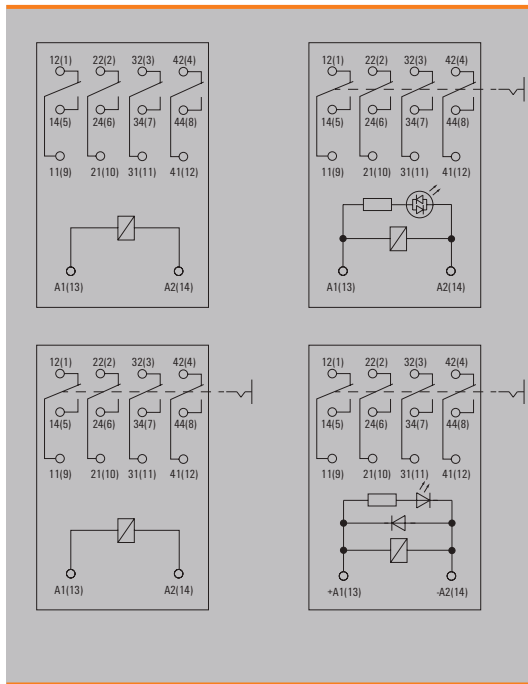 12(1) 22(2) 32(3) 42(4)
14(5) 24(6) 34(7) 44(8)
11(9) 21(10) 31(11) 41(12)
A1(13) A2(14)
12(1) 22(2) 32(3) 42(4)
14(5) 24(6) 34(7) 44(8)
11(9) 21(10) 31(11) 41(12)
A1(13) A2(14)
12(1) 22(2) 32(3) 42(4)
14(5) 24(6) 34(7) 44(8)
11(9) 21(10) 31(11) 41(12)
A1(13) A2(14)
12(1) 22(2) 32(3) 42(4)
14(5) 24(6) 34(7) 44(8)
11(9) 21(10) 31(11) 41(12)
+A1(13) -A2(14)